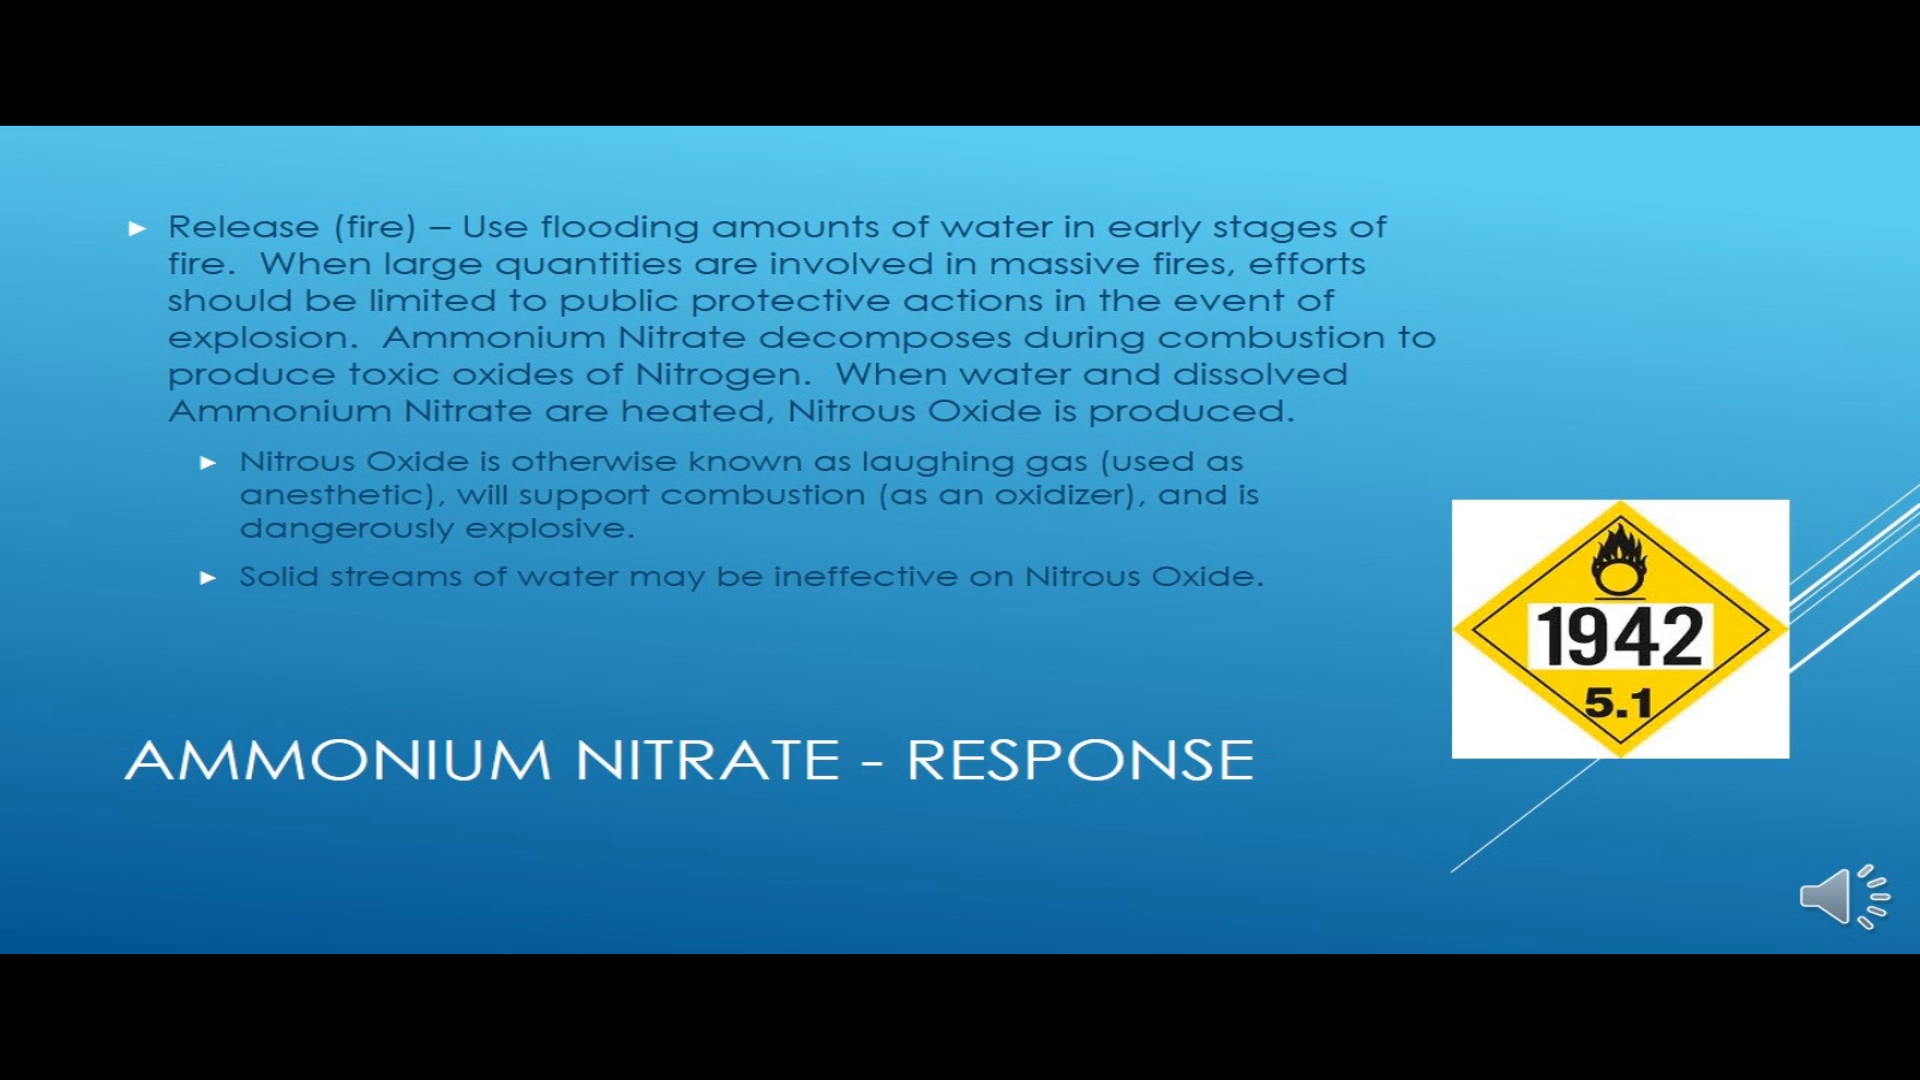 Release (fire) – Use flooding amounts of water in early stages of
fire.  When large quantities are involved in massive fires, efforts
should be limited to public protective actions in the event of
explosion.  Ammonium Nitrate decomposes during combustion to
produce toxic oxides of Nitrogen.  When water and dissolved
Ammonium Nitrate are heated, Nitrous Oxide is produced.
Nitrous Oxide is otherwise known as laughing gas (used as
anesthetic), will support combustion (as an oxidizer), and is
dangerously explosive.
Solid streams of water may be ineffective on Nitrous Oxide.
1942
5.1
AMMONIUM NITRATE - RESPONSE